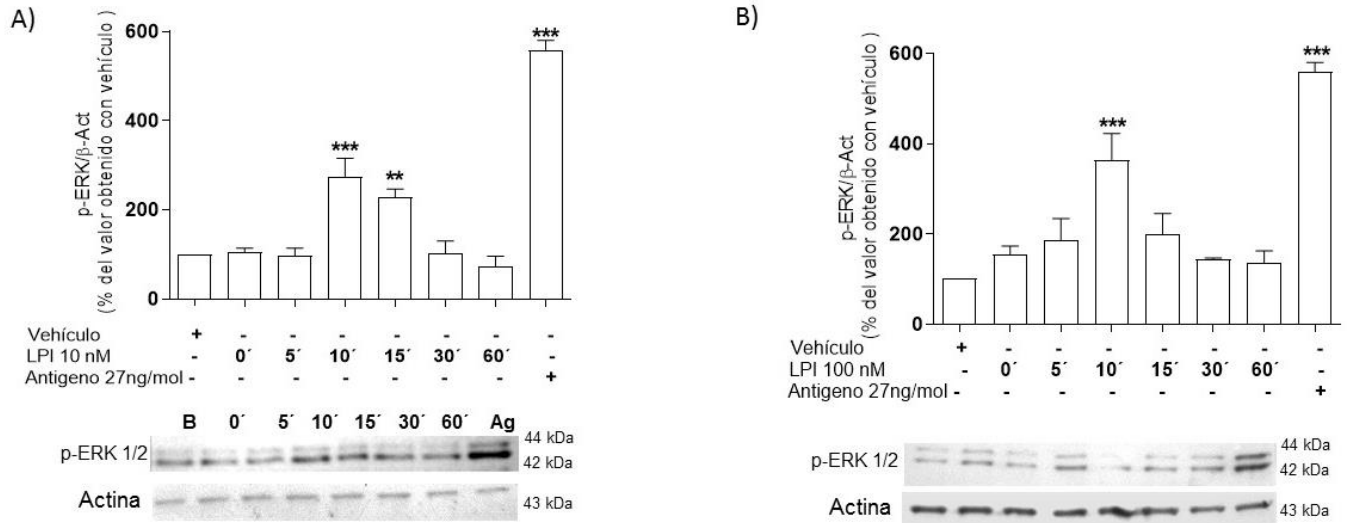 A)
p-ERK/β-Act
(% del valor obtenido con vehículo )
600
400
200
0
***
**
***
Vehículo + - - - - - - -
LPI 10 nM - 0´ 5´ 10´ 15´ 30´ 60´ -
Antigeno 27ng/mol - - - - - - - +
B 0´ 5´ 10´ 15´ 30´ 60´ Ag
p-ERK 1/2
44 kDa
42 kDa
Actina
43 kDa
B)
p-ERK/β-Act
(% del valor obtenido con vehículo )
600
400
200
0
***
***
Vehículo + - - - - - - -
LPI 100 nM - 0´ 5´ 10´ 15´ 30´ 60´ -
Antigeno 27ng/mol - - - - - - - +
p-ERK 1/2
44 kDa
42 kDa
Actina
43 kDa